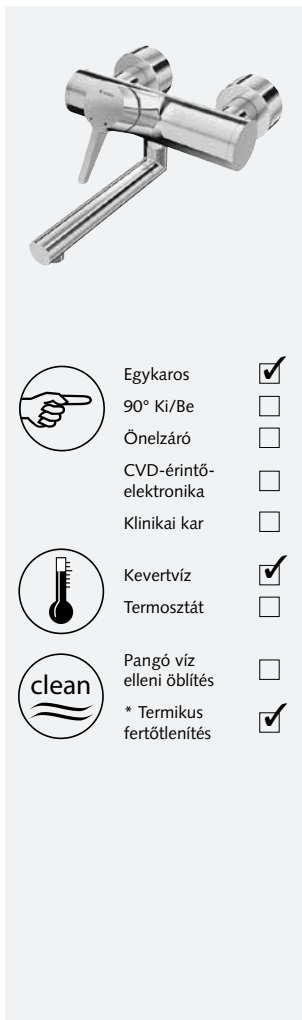 Egykaros
90° Ki/Be
Önelzáró
CVD-érintő-
elektronika
Klinikai kar
Kevertvíz
Termosztát
clean
Pangó víz
elleni öblítés
* Termikus
fertőtlenítés